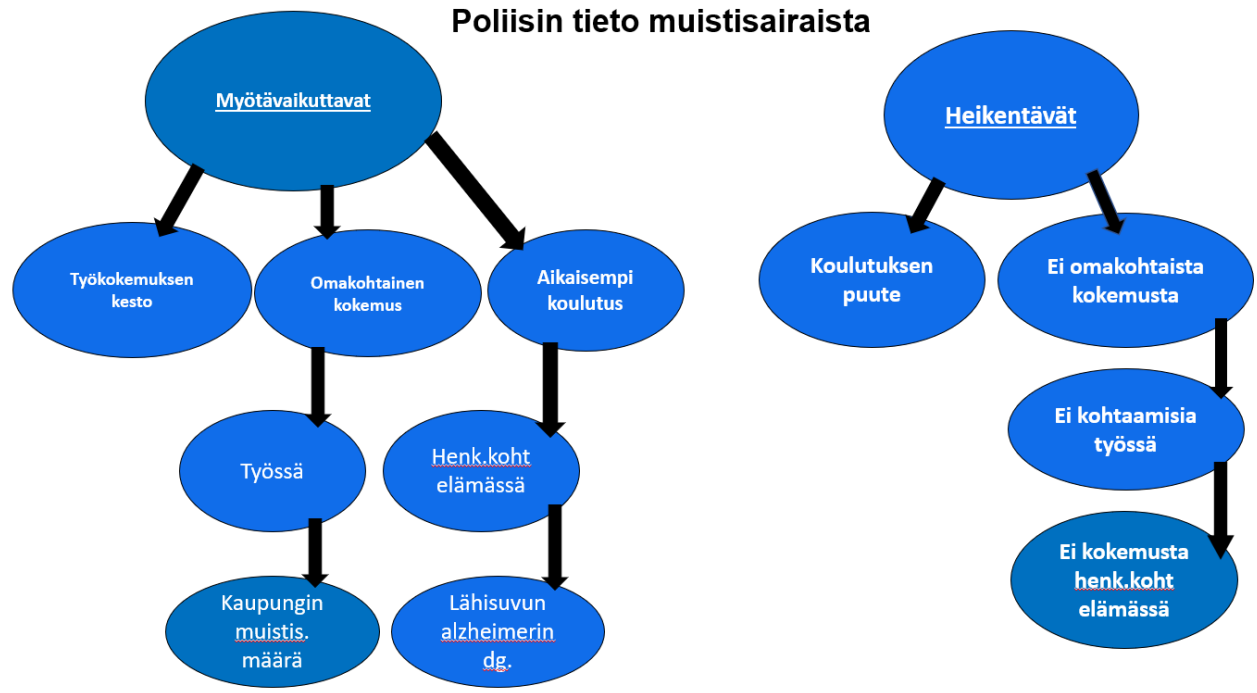 Poliisin tieto muistisairaista
Myötävaikuttavat
Heikentävät
Työkokemuksen
kesto
Omakohtainen
kokemus
Aikaisempi
koulutus
Koulutuksen
puute
Ei omakohtaista
kokemusta
Työssä
Henk.koht
elämässä
Ei kohtaamisia
työssä
Kaupungin
muistis.
määrä
Lähisuvun
alzheimerin
dg.
Ei kokemusta
henk.koht
elämässä